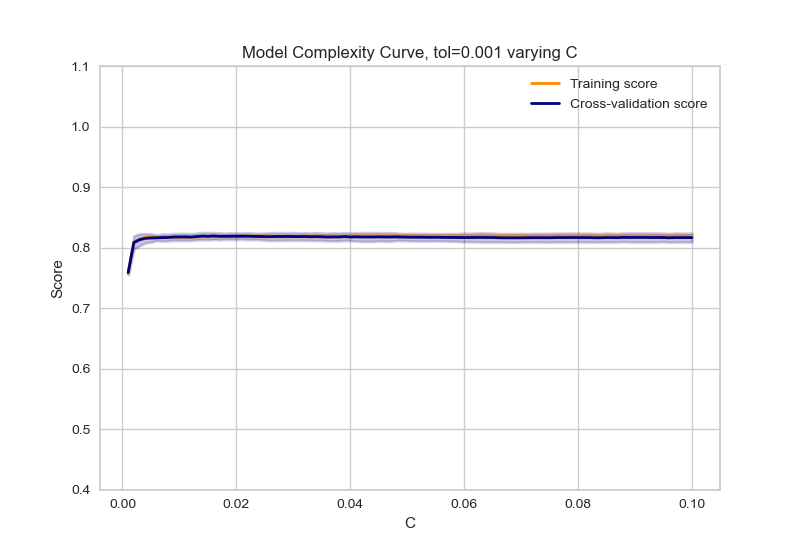 Model Complexity Curve, tol=0.001 varying C
1.1
Training score
Cross-validation score
1.0
0.9
0.8
Score
0.7
0.6
0.5
0.4
0.00 0.02 0.04 0.06 0.08 0.10
C